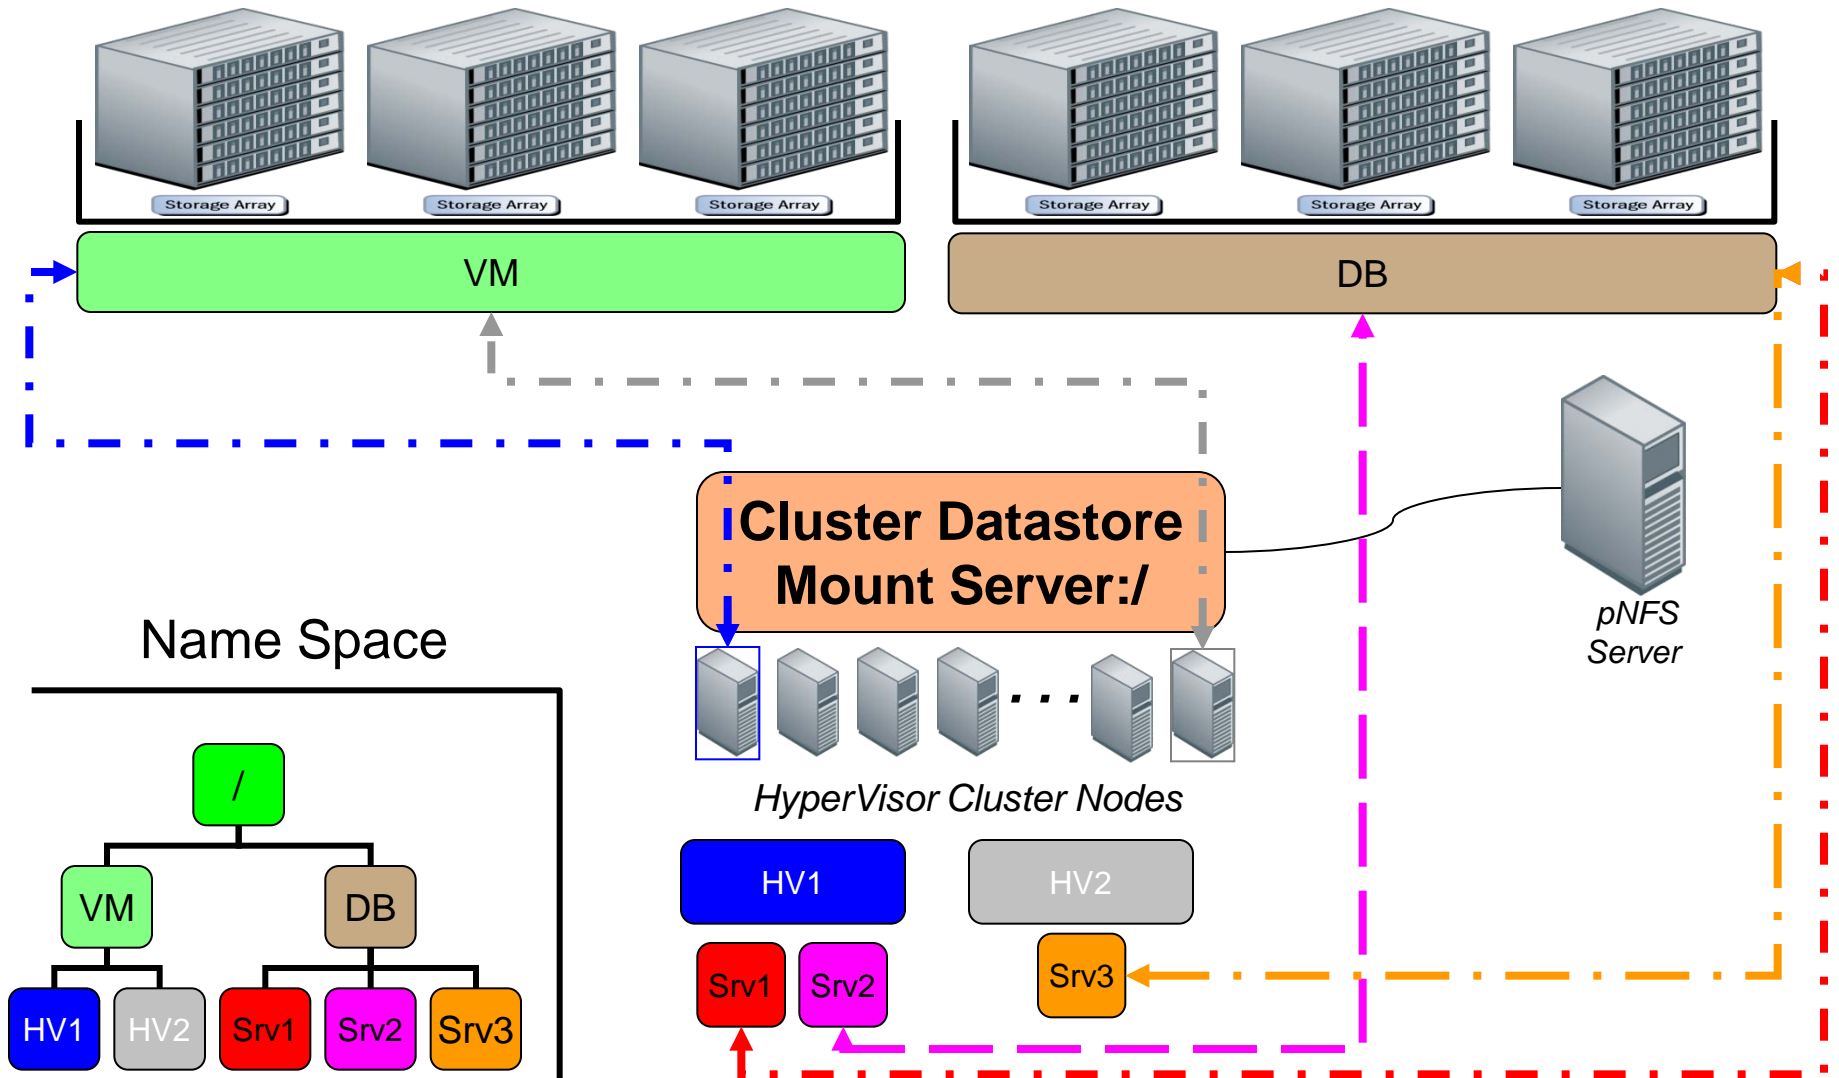 Storage Array
Storage Array
Storage Array
Storage Array
Storage Array
Storage Array
VM
DB
Cluster Datastore
Mount Server:/
pNFS
Server
Name Space
. . .
/
HyperVisor Cluster Nodes
VM
DB
HV1
HV2
Srv1
Srv2
Srv3
HV1
HV2
Srv1
Srv2
Srv3